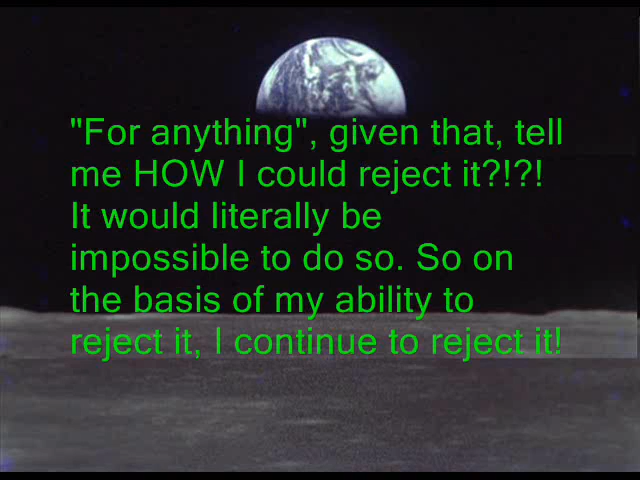 "For anything", given that, tell
me HOW I could reject it?!?!
It would literally be
impossible to do so. So on
the basis of my ability to
reject it, I continue to reject it!